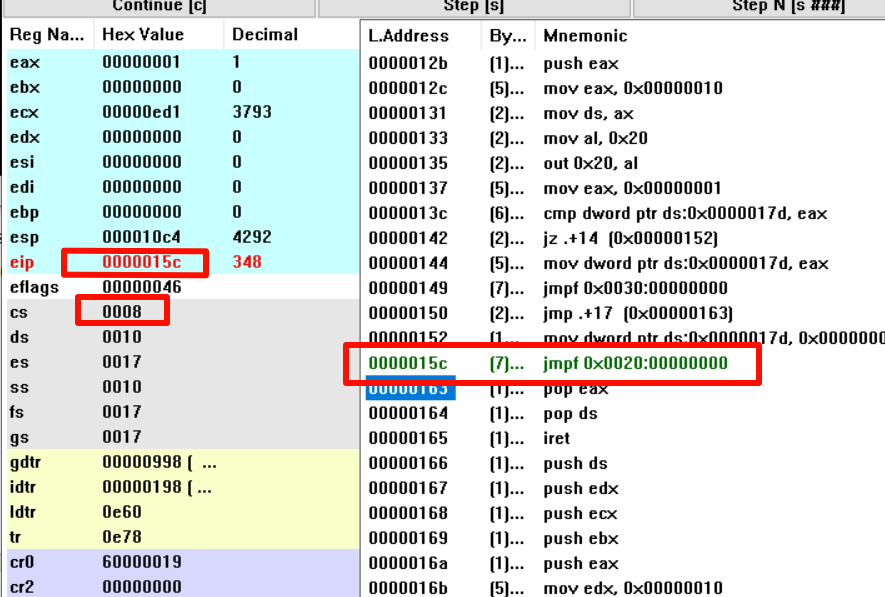 Continue [c] Step [s] Step N [s ###]
Reg Na... Hex Value Decimal
eax 00000001 1
ebx 00000000 0
ecx 00000ed1 3793
edx 00000000 0
esi 00000000 0
edi 00000000 0
ebp 00000000 0
esp 000010c4 4292
eip 0000015c 348
eflags 00000046
cs 0008
ds 0010
es 0017
ss 0010
fs 0017
gs 0017
gdtr 00000998 ( ...
idtr 00000198 ( ...
ldtr 0e60
tr 0e78
cr0 60000019
cr2 00000000
L.Address By... Mnemonic
0000012b (1)... push eax
0000012c (5)... mov eax, 0x00000010
00000131 (2)... mov ds, ax
00000133 (2)... mov al, 0x20
00000135 (2)... out 0x20, al
00000137 (5)... mov eax, 0x00000001
0000013c (6)... cmp dword ptr ds:0x0000017d, eax
00000142 (2)... jz .+14 (0x00000152)
00000144 (5)... mov dword ptr ds:0x0000017d, eax
00000149 (7)... jmpf 0x0030:00000000
00000150 (2)... jmp .+17 (0x00000163)
00000152 (1... mov dword ptr ds:0x0000017d, 0x0000000
0000015c (7)... jmpf 0x0020:00000000
00000163 (1)... pop eax
00000164 (1)... pop ds
00000165 (1)... iret
00000166 (1)... push ds
00000167 (1)... push edx
00000168 (1)... push ecx
00000169 (1)... push ebx
0000016a (1)... push eax
0000016b (5)... mov edx, 0x00000010